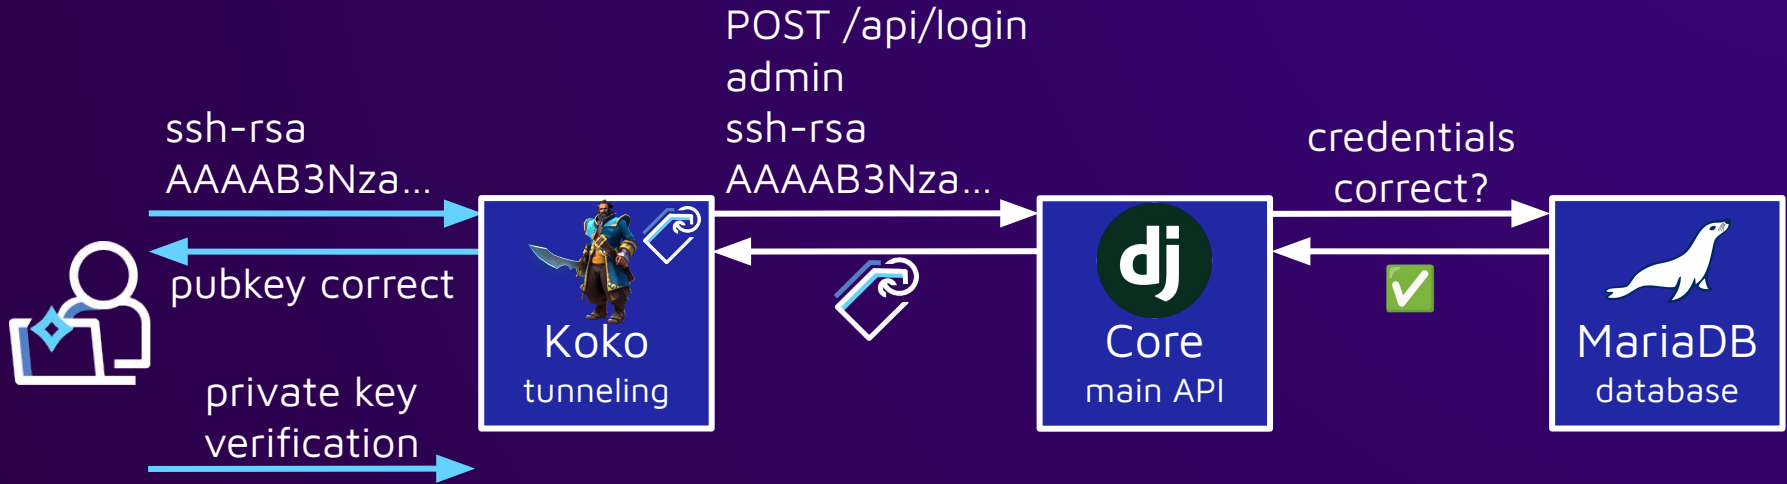 POST /api/login
admin
ssh-rsa
AAAAB3Nza...
ssh-rsa
AAAAB3Nza...
credentials
correct?
pubkey correct
private key
verification
Koko
tunneling
dj
Core
main API
MariaDB
database